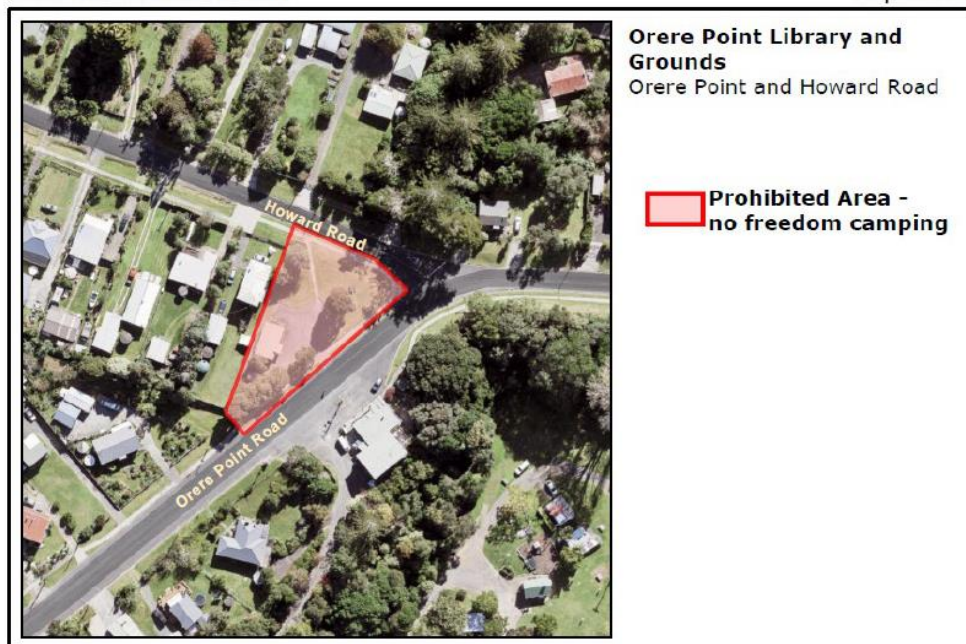 Orere Point Library and
Grounds
Orere Point and Howard Road
Prohibited Area -
no freedom camping
Howard Road
Orere Point Road